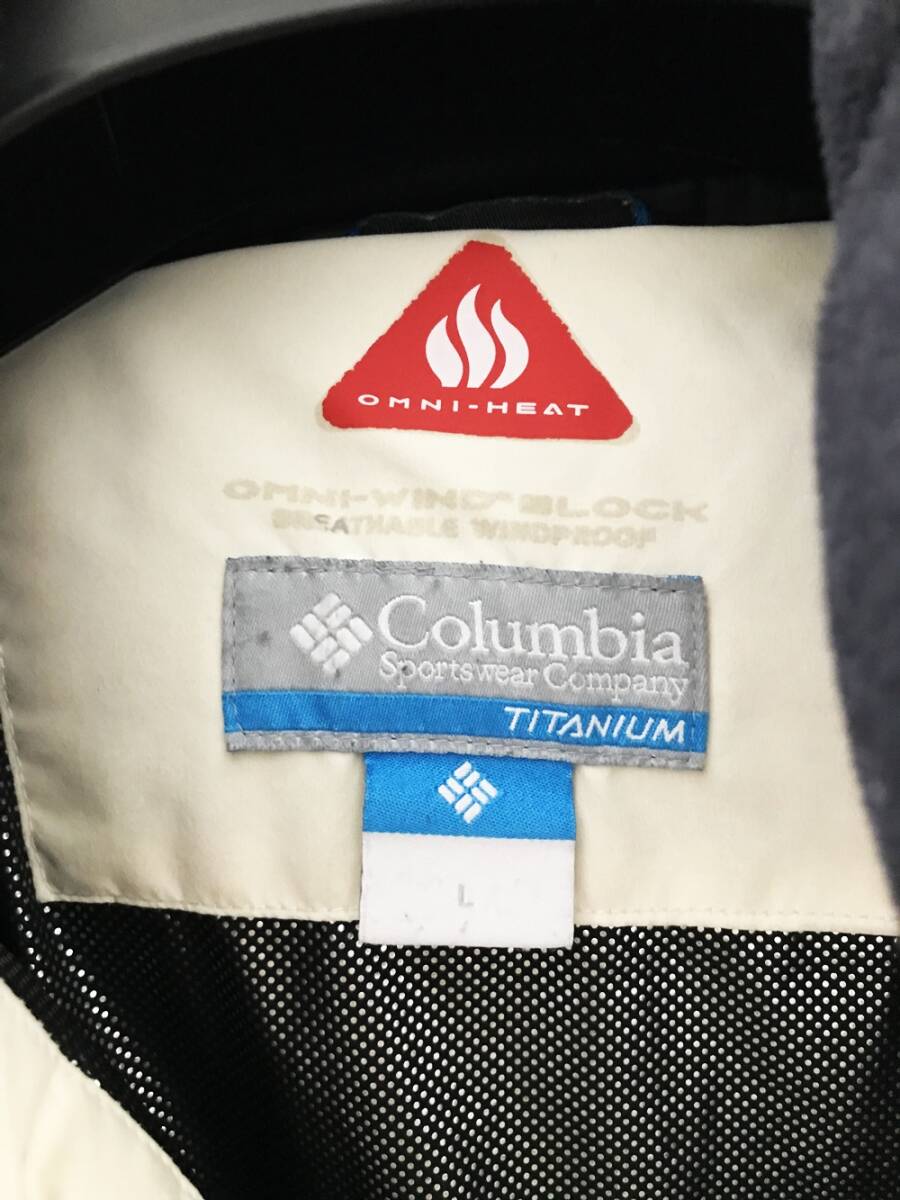 OMNI-HEAT
OMNI-WIND BLOCK
BREATHABLE WINDPROOF
Columbia
Sportswear Company
TITANIUM
L